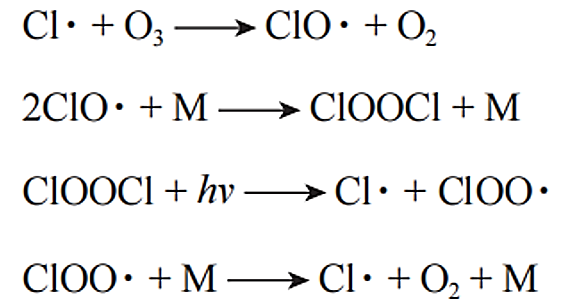 Cl· + O₃ ⟶ ClO· + O₂
2ClO· + M ⟶ ClOOCl + M
ClOOCl + hν ⟶ Cl· + ClOO·
ClOO· + M ⟶ Cl· + O₂ + M